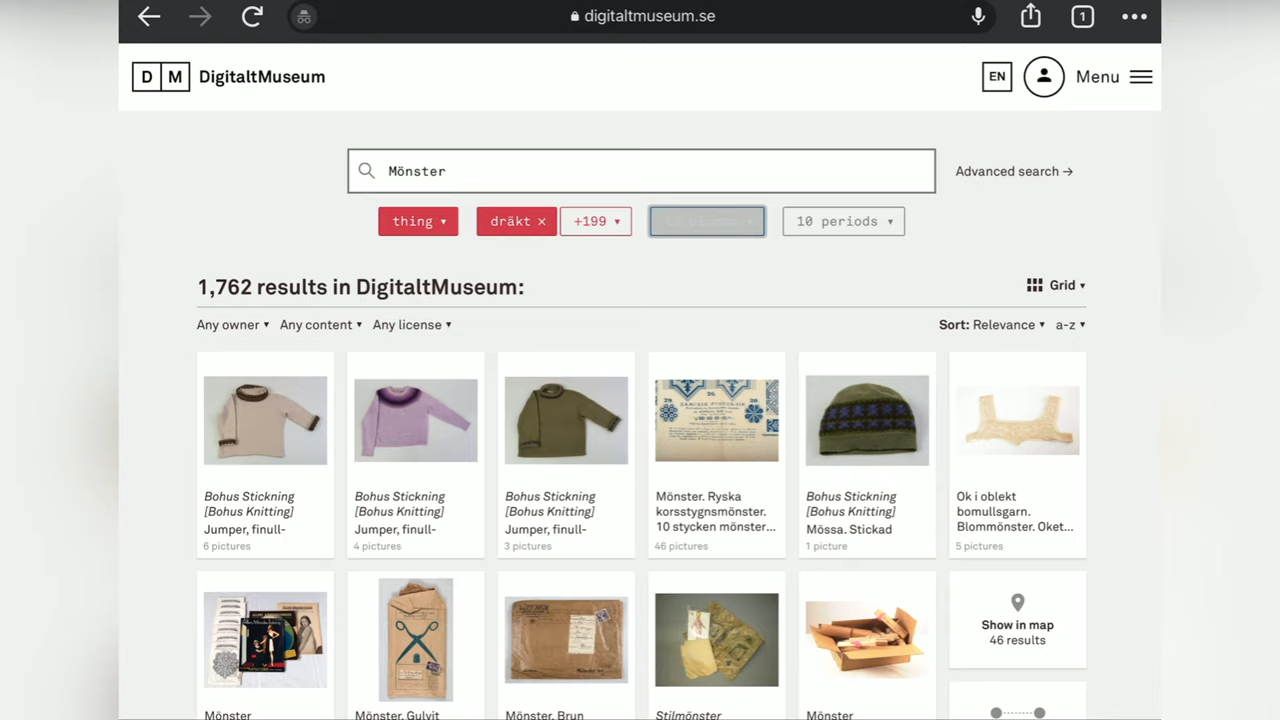 digitaltmuseum.se
1
D M DigitaltMuseum
EN
Menu
Mönster
Advanced search →
thing ▾
dräkt ×
+199 ▾
10 periods ▾
1,762 results in DigitaltMuseum:
Grid ▾
Any owner ▾ Any content ▾ Any license ▾
Sort: Relevance ▾ a-z ▾
Bohus Stickning
[Bohus Knitting]
Jumper, finull-
6 pictures
Bohus Stickning
[Bohus Knitting]
Jumper, finull-
4 pictures
Bohus Stickning
[Bohus Knitting]
Jumper, finull-
3 pictures
Mönster. Ryska
korsstygnsmönster.
10 stycken mönster...
46 pictures
Bohus Stickning
[Bohus Knitting]
Mössa. Stickad
1 picture
Ok i oblekt
bomullsgarn.
Blommönster. Oket...
5 pictures
Show in map
46 results
Mönster
Mönster. Gulvit
Mönster. Brun
Stilmönster
Mönster